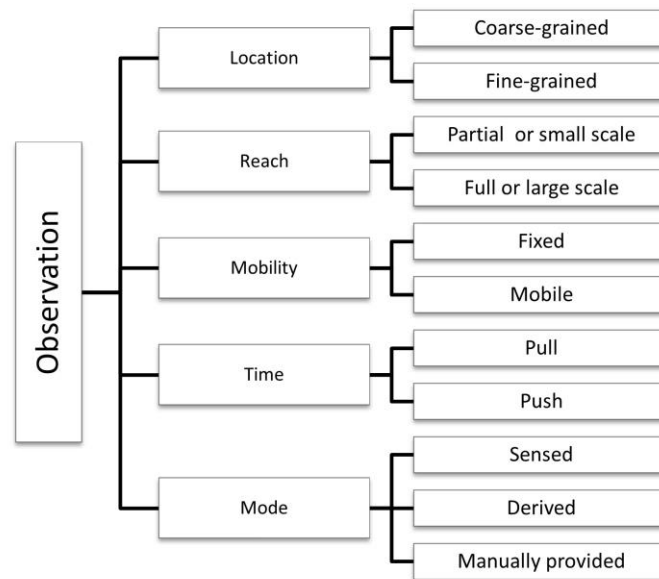 Observation
Location
Coarse-grained
Fine-grained
Reach
Partial or small scale
Full or large scale
Mobility
Fixed
Mobile
Time
Pull
Push
Mode
Sensed
Derived
Manually provided